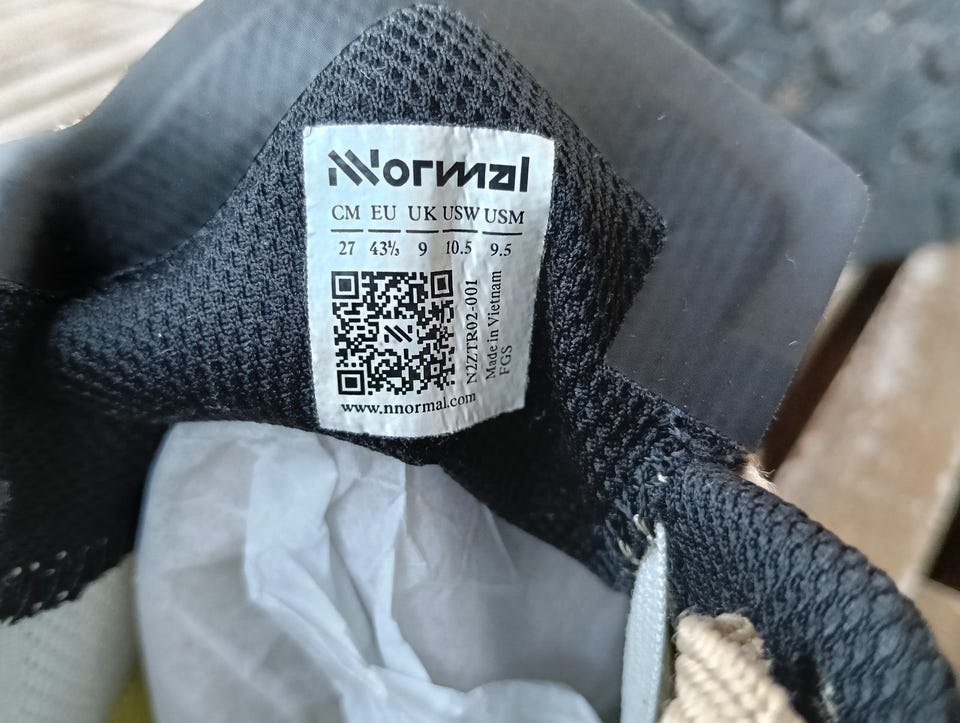 NNormal
CM EU UK USW USM
27 43⅓ 9 10.5 9.5
N2ZTR02-001
Made in Vietnam
FGS
www.nnormal.com